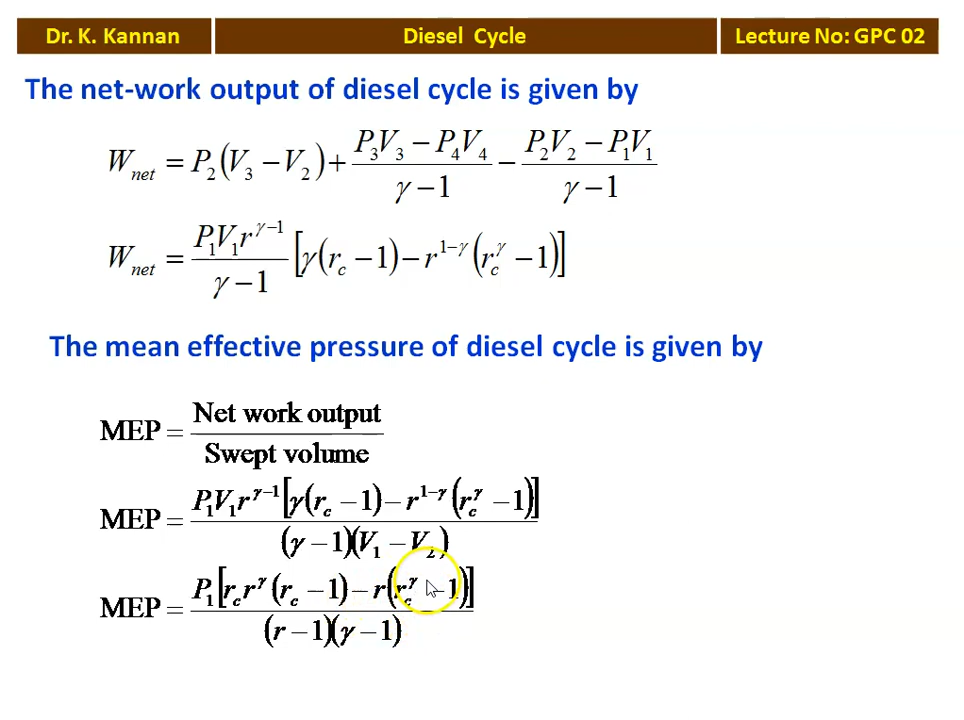 Dr. K. Kannan
Diesel Cycle
Lecture No: GPC 02
The net-work output of diesel cycle is given by
W_net = P_2(V_3 − V_2) + (P_3V_3 − P_4V_4)/(γ − 1) − (P_2V_2 − P_1V_1)/(γ − 1)
W_net = (P_1V_1r^(γ−1))/(γ − 1) [γ(r_c − 1) − r^(1−γ)(r_c^γ − 1)]
The mean effective pressure of diesel cycle is given by
MEP = Net work output / Swept volume
MEP = P_1V_1r^(γ−1)[γ(r_c − 1) − r^(1−γ)(r_c^γ − 1)] / (γ − 1)(V_1 − V_2)
MEP = P_1[r_c r^γ(r_c − 1) − r(r_c^γ − 1)] / (r − 1)(γ − 1)